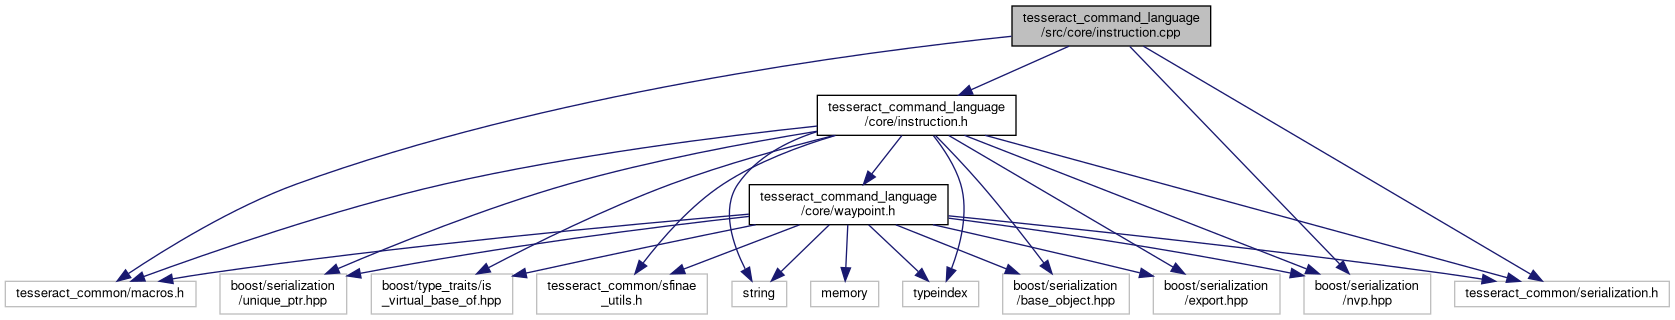 tesseract_command_language
/src/core/instruction.cpp
tesseract_command_language
/core/instruction.h
tesseract_command_language
/core/waypoint.h
tesseract_common/macros.h
boost/serialization
/unique_ptr.hpp
boost/type_traits/is
_virtual_base_of.hpp
tesseract_common/sfinae
_utils.h
string
memory
typeindex
boost/serialization
/base_object.hpp
boost/serialization
/export.hpp
boost/serialization
/nvp.hpp
tesseract_common/serialization.h